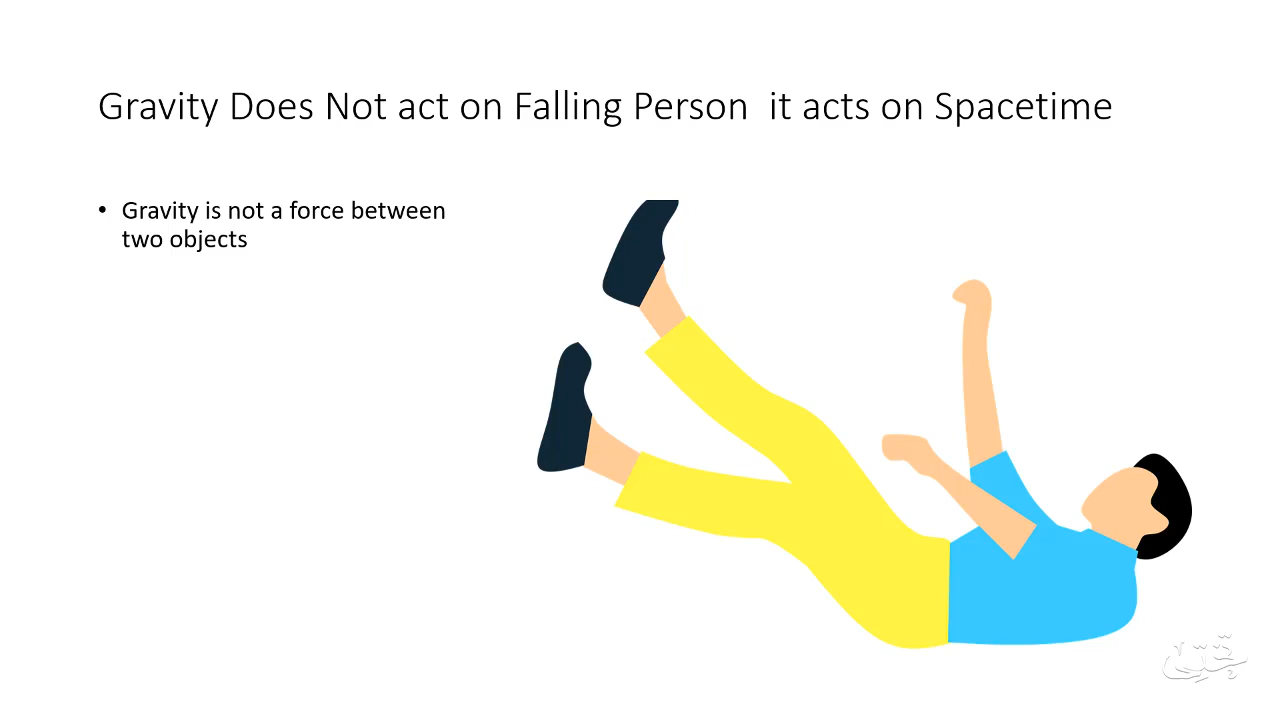 Gravity Does Not act on Falling Person  it acts on Spacetime
• Gravity is not a force between
two objects